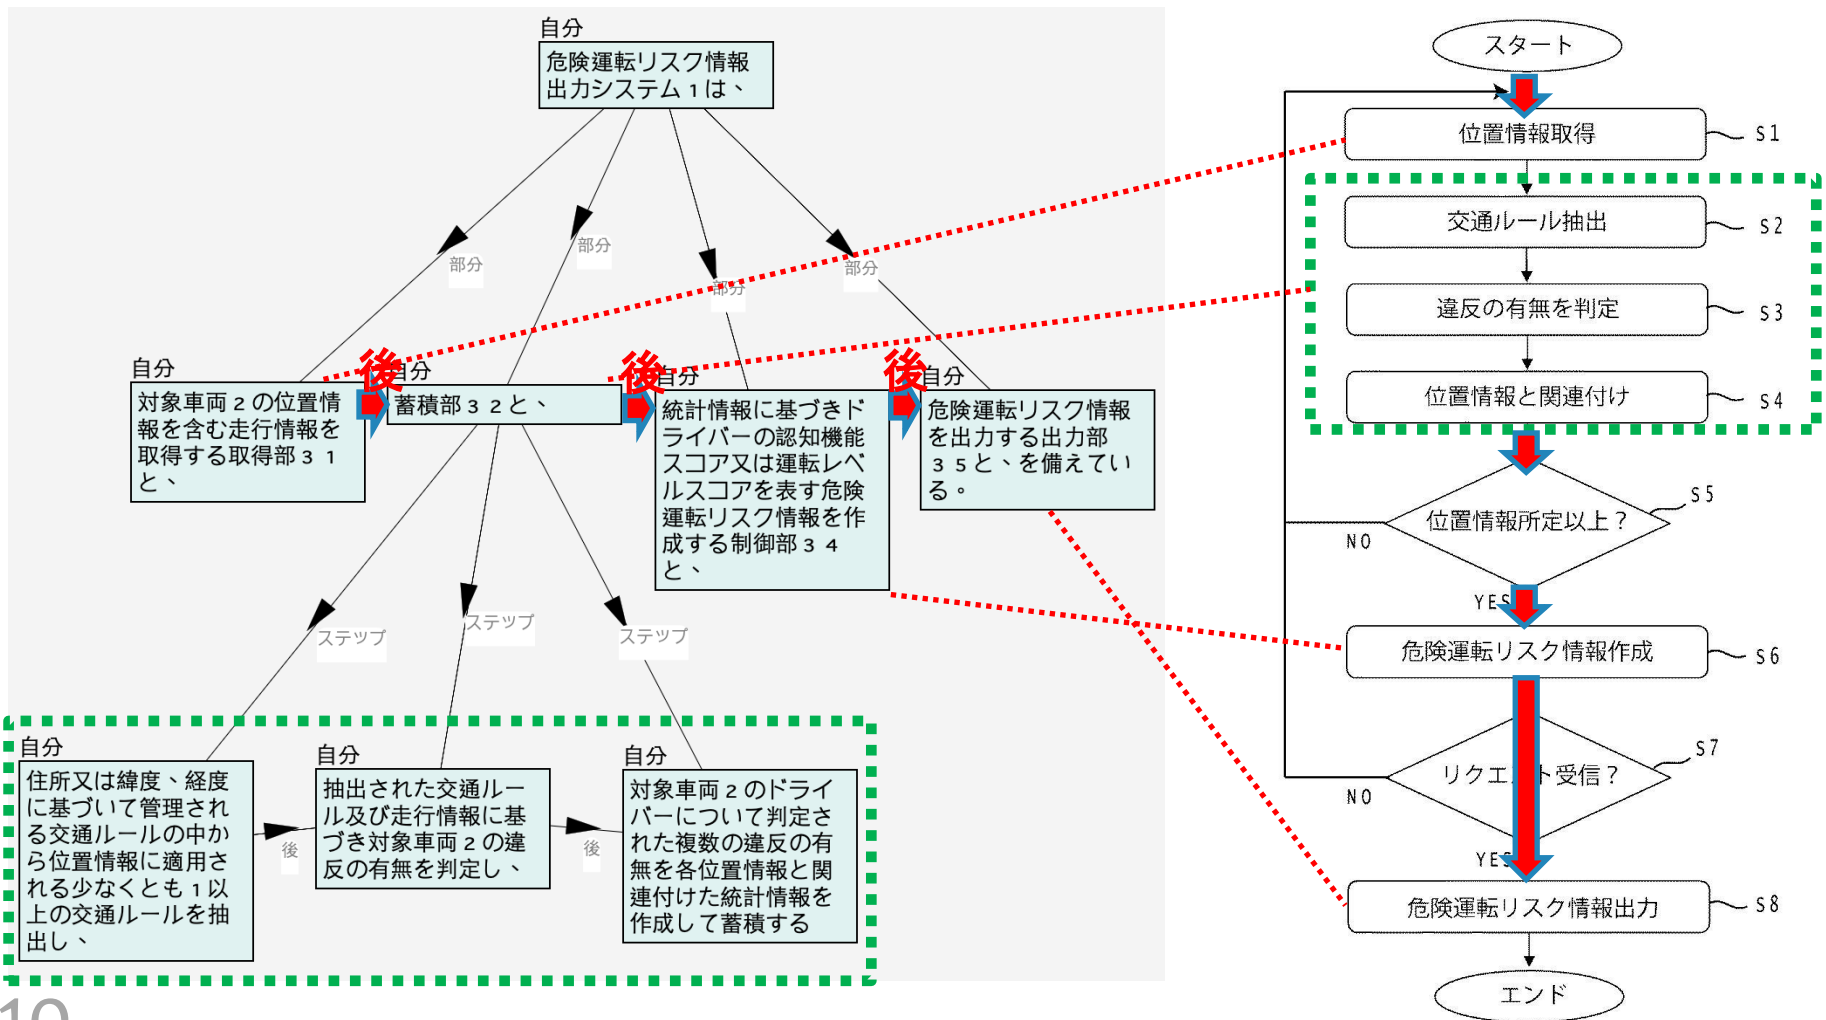 自分
危険運転リスク情報
出力システム1は、
部分
部分
部分
部分
自分
対象車両2の位置情
報を含む走行情報を
取得する取得部31
と、
後
自分
蓄積部32と、
後
自分
統計情報に基づきド
ライバーの認知機能
スコア又は運転レベ
ルスコアを表す危険
運転リスク情報を作
成する制御部34
と、
後
自分
危険運転リスク情報
を出力する出力部
35と、を備えてい
る。
ステップ
ステップ
ステップ
自分
住所又は緯度、経度
に基づいて管理され
る交通ルールの中か
ら位置情報に適用さ
れる少なくとも1以
上の交通ルールを抽
出し、
後
自分
抽出された交通ルー
ル及び走行情報に基
づき対象車両2の違
反の有無を判定し、
後
自分
対象車両2のドライ
バーについて判定さ
れた複数の違反の有
無を各位置情報と関
連付けた統計情報を
作成して蓄積する
10
スタート
位置情報取得
S1
交通ルール抽出
S2
違反の有無を判定
S3
位置情報と関連付け
S4
位置情報所定以上？
S5
NO
YES
危険運転リスク情報作成
S6
リクエスト受信？
S7
NO
YES
危険運転リスク情報出力
S8
エンド